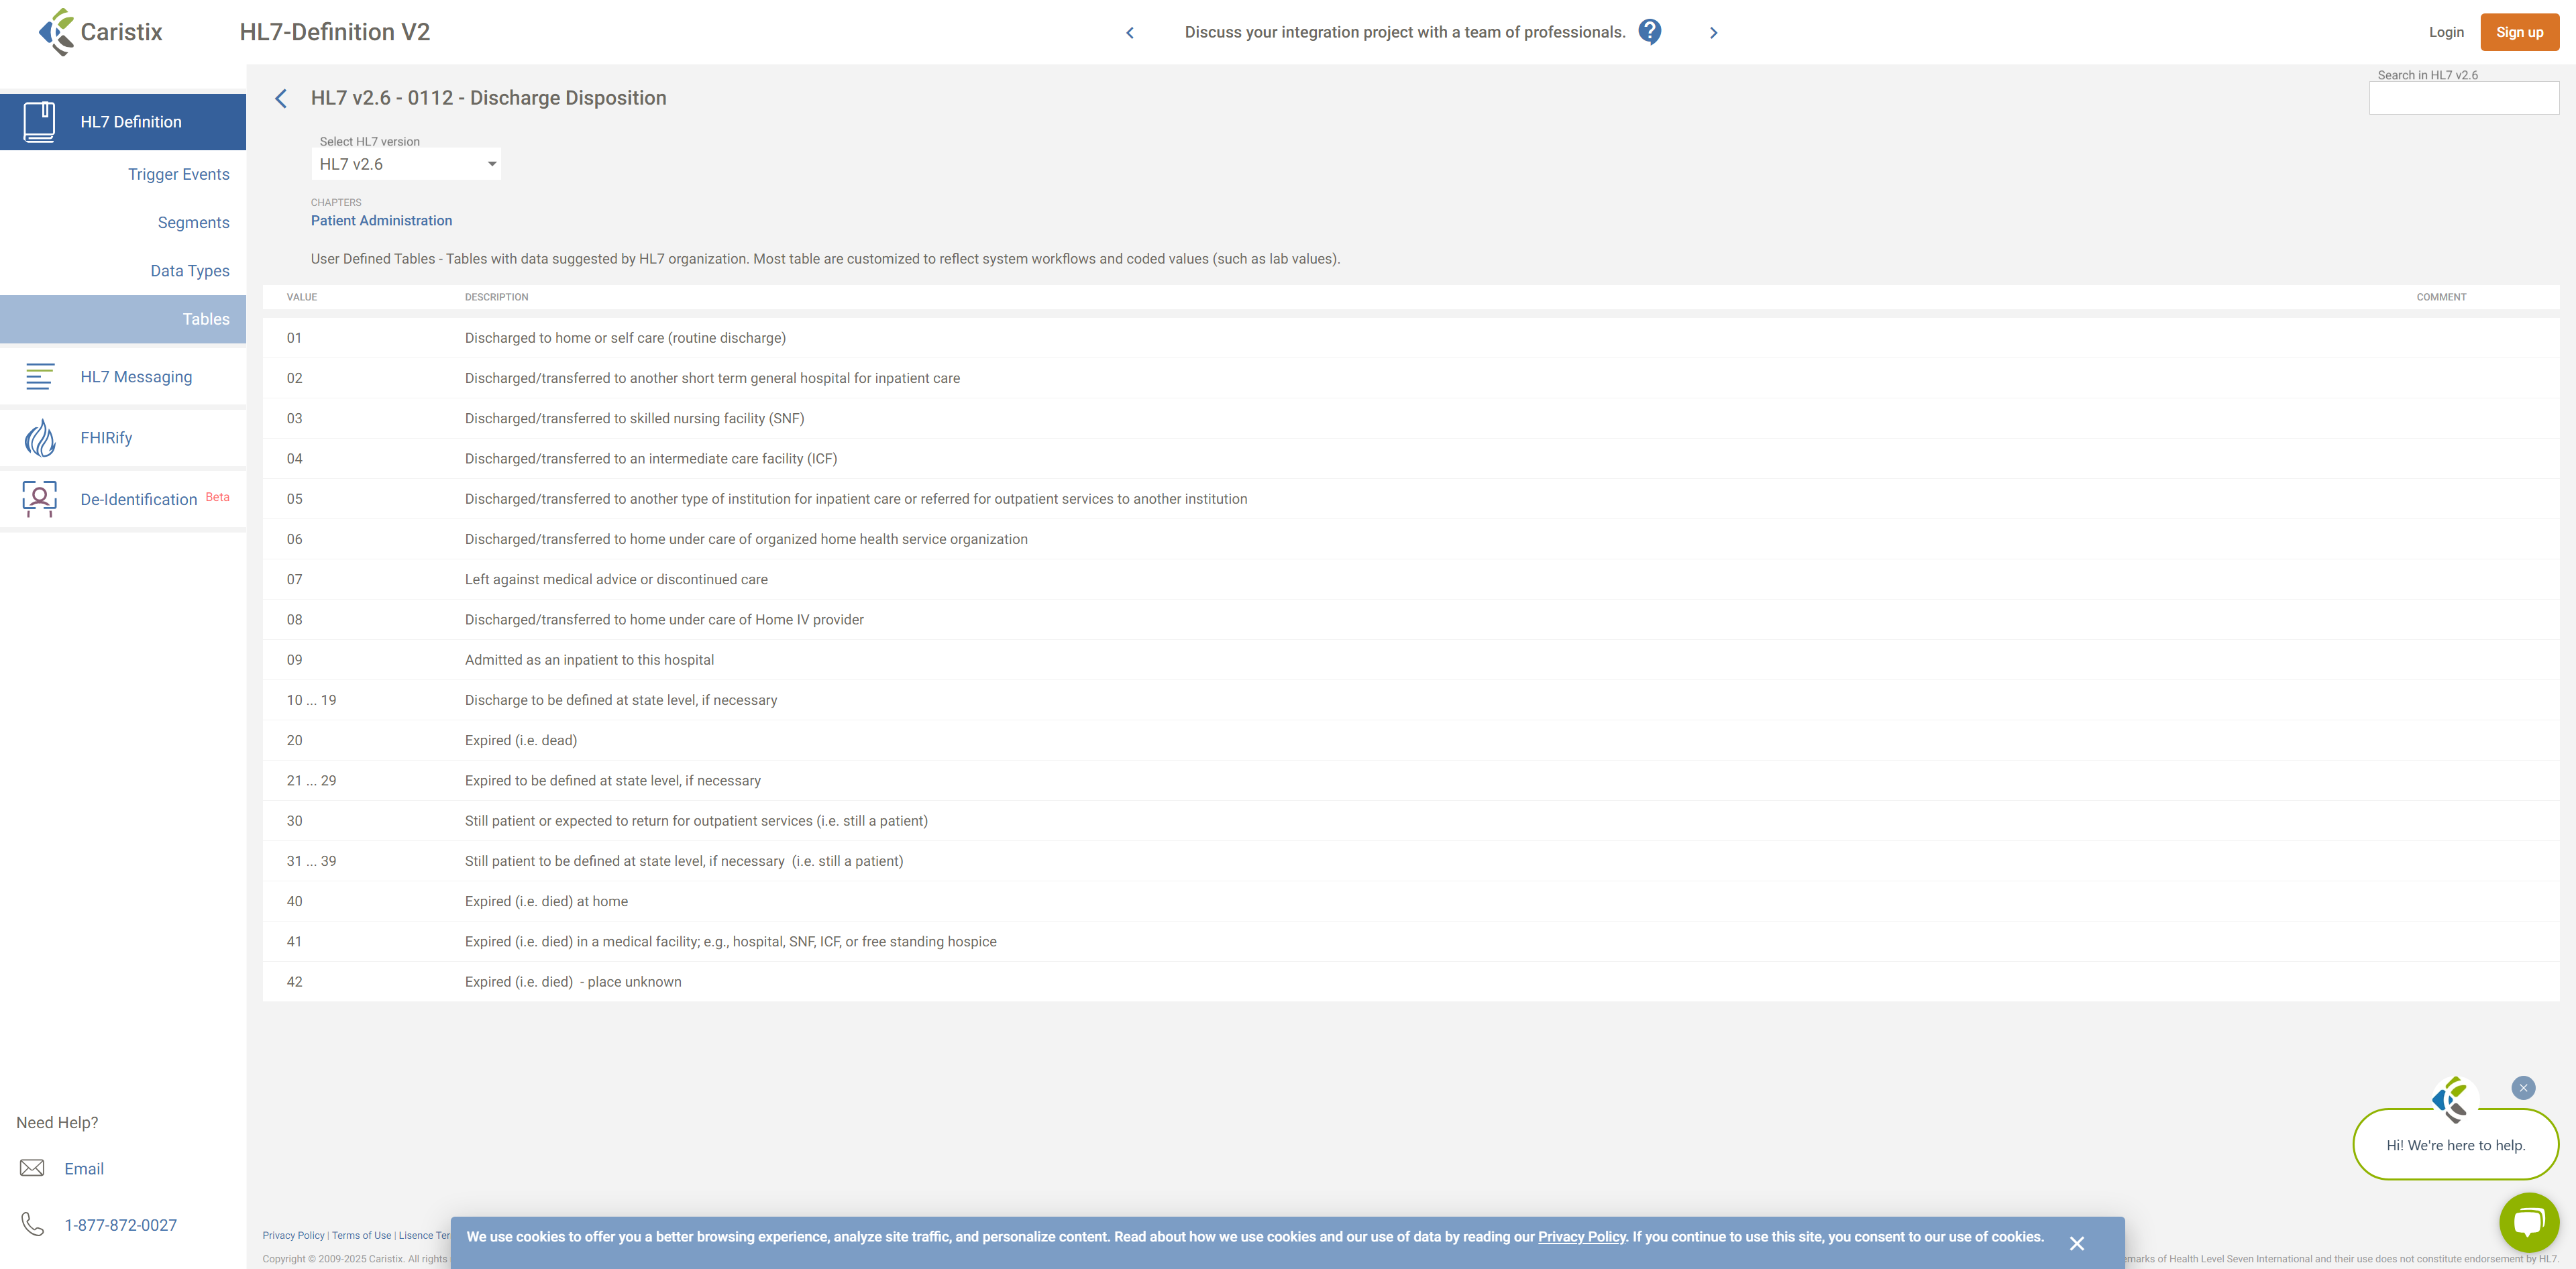 Caristix
HL7-Definition V2
Discuss your integration project with a team of professionals.
Login
Sign up
HL7 Definition
Trigger Events
Segments
Data Types
Tables
HL7 Messaging
FHIRify
De-Identification Beta
Need Help?
Email
1-877-872-0027
HL7 v2.6 - 0112 - Discharge Disposition
Search in HL7 v2.6
Select HL7 version
HL7 v2.6
CHAPTERS
Patient Administration
User Defined Tables - Tables with data suggested by HL7 organization. Most table are customized to reflect system workflows and coded values (such as lab values).
VALUE DESCRIPTION COMMENT
01 Discharged to home or self care (routine discharge)
02 Discharged/transferred to another short term general hospital for inpatient care
03 Discharged/transferred to skilled nursing facility (SNF)
04 Discharged/transferred to an intermediate care facility (ICF)
05 Discharged/transferred to another type of institution for inpatient care or referred for outpatient services to another institution
06 Discharged/transferred to home under care of organized home health service organization
07 Left against medical advice or discontinued care
08 Discharged/transferred to home under care of Home IV provider
09 Admitted as an inpatient to this hospital
10 ... 19 Discharge to be defined at state level, if necessary
20 Expired (i.e. dead)
21 ... 29 Expired to be defined at state level, if necessary
30 Still patient or expected to return for outpatient services (i.e. still a patient)
31 ... 39 Still patient to be defined at state level, if necessary  (i.e. still a patient)
40 Expired (i.e. died) at home
41 Expired (i.e. died) in a medical facility; e.g., hospital, SNF, ICF, or free standing hospice
42 Expired (i.e. died)  - place unknown
Hi! We're here to help.
Privacy Policy | Terms of Use | Lisence Ter
We use cookies to offer you a better browsing experience, analyze site traffic, and personalize content. Read about how we use cookies and our use of data by reading our Privacy Policy. If you continue to use this site, you consent to our use of cookies.
Copyright © 2009-2025 Caristix. All rights
emarks of Health Level Seven International and their use does not constitute endorsement by HL7.